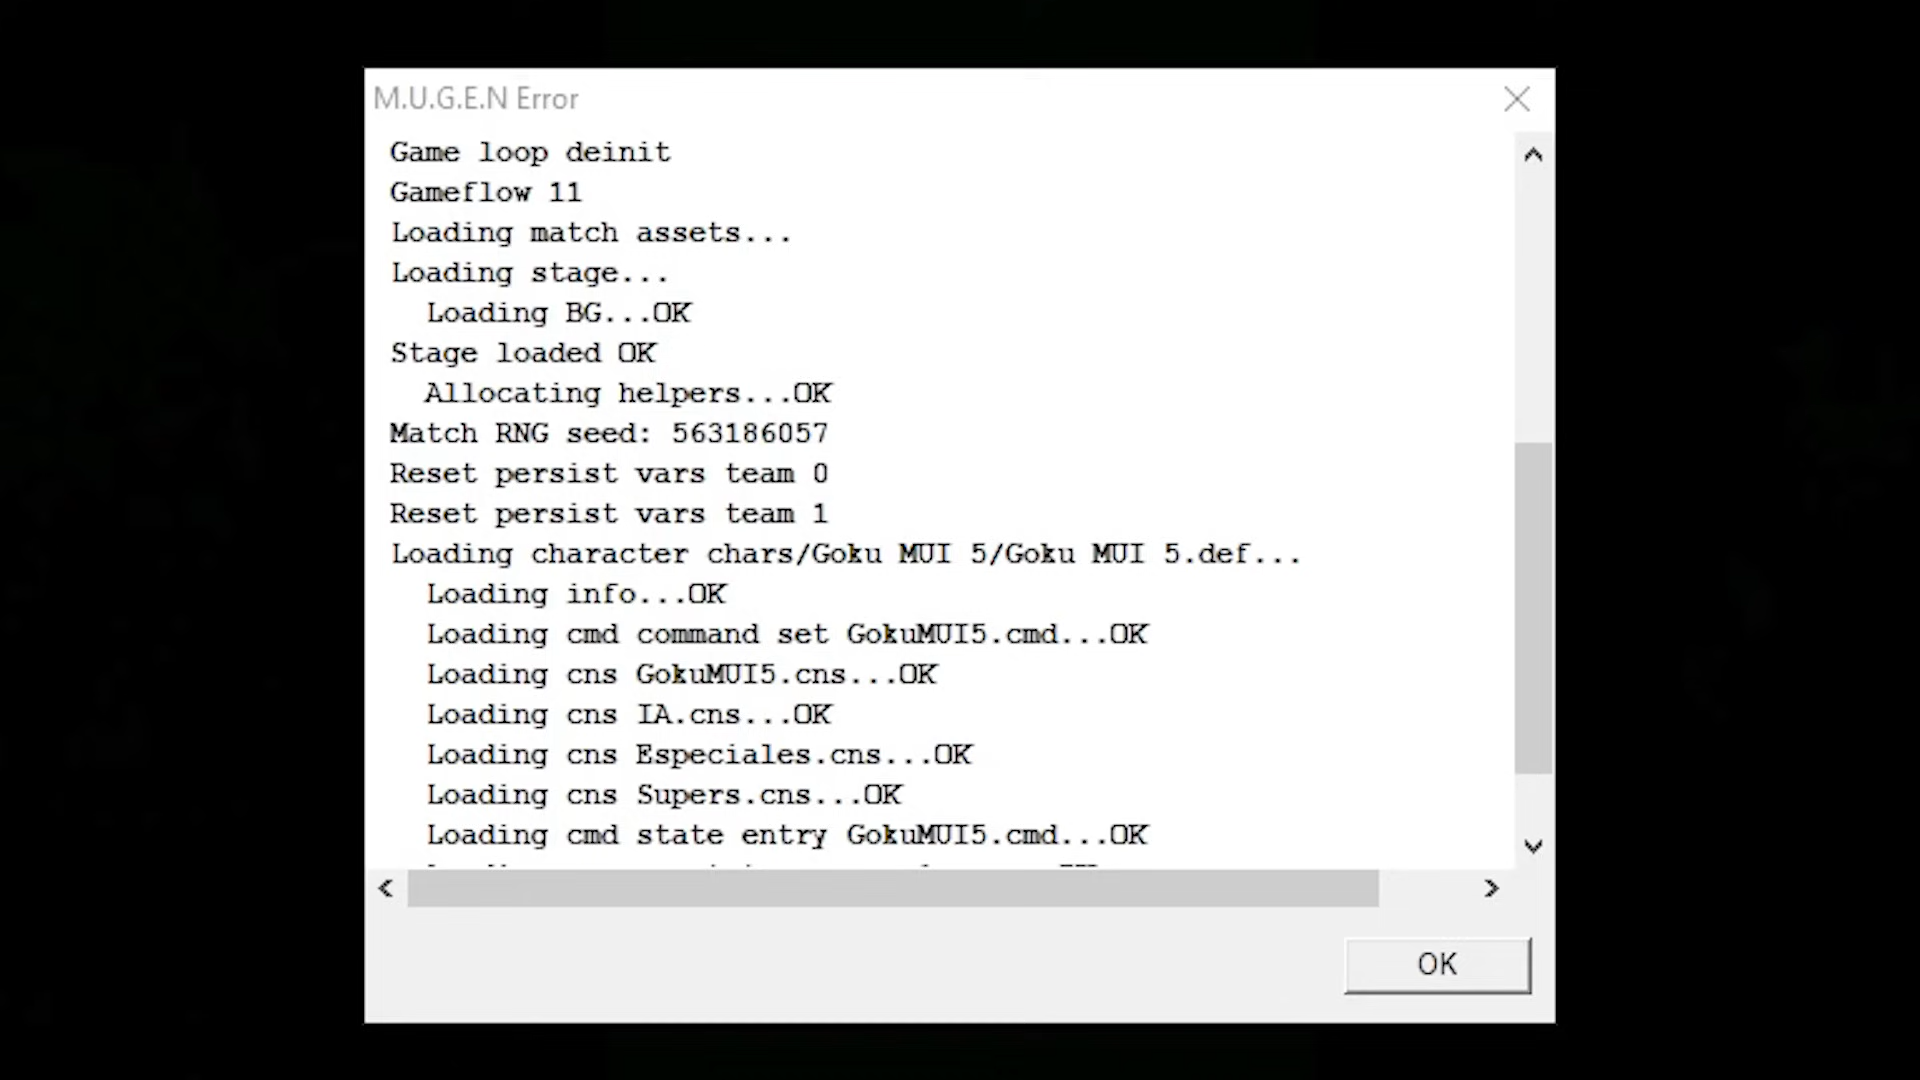 M.U.G.E.N Error
Game loop deinit
Gameflow 11
Loading match assets...
Loading stage...
Loading BG...OK
Stage loaded OK
Allocating helpers...OK
Match RNG seed: 563186057
Reset persist vars team 0
Reset persist vars team 1
Loading character chars/Goku MUI 5/Goku MUI 5.def...
Loading info...OK
Loading cmd command set GokuMUI5.cmd...OK
Loading cns GokuMUI5.cns...OK
Loading cns IA.cns...OK
Loading cns Especiales.cns...OK
Loading cns Supers.cns...OK
Loading cmd state entry GokuMUI5.cmd...OK
OK